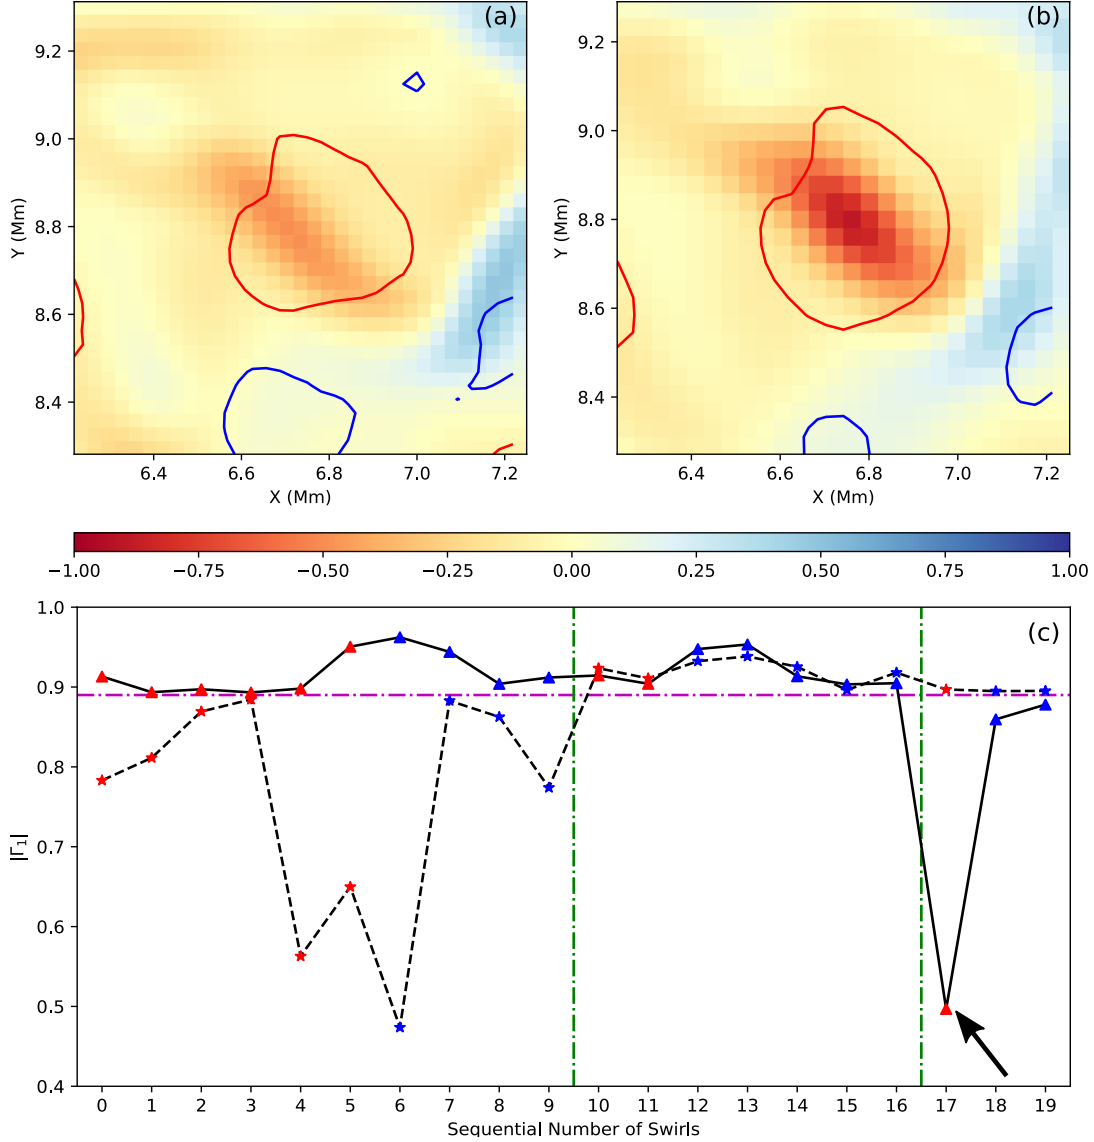 (a)
(b)
9.2
9.0
8.8
8.6
8.4
Y (Mm)
6.4 6.6 6.8 7.0 7.2
X (Mm)
9.2
9.0
8.8
8.6
8.4
Y (Mm)
6.4 6.6 6.8 7.0 7.2
X (Mm)
−1.00 −0.75 −0.50 −0.25 0.00 0.25 0.50 0.75 1.00
(c)
1.0
0.9
0.8
0.7
0.6
0.5
0.4
|Γ₁|
0 1 2 3 4 5 6 7 8 9 10 11 12 13 14 15 16 17 18 19
Sequential Number of Swirls